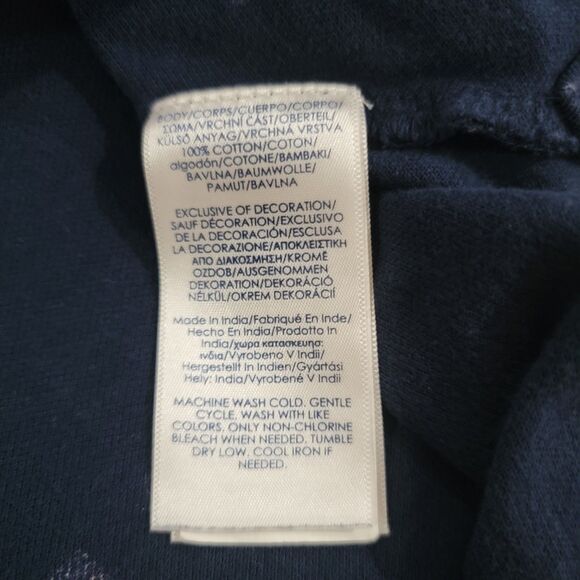 BODY/CORPS/CUERPO/CORPO/
ΣΩΜΑ/VRCHNÍ ČÁST/OBERTEIL/
KÜLSŐ ANYAG/VRCHNÁ VRSTVA
100% COTTON/COTON/
algodón/COTONE/BAMBAKI/
BAVLNA/BAUMWOLLE/
PAMUT/BAVLNA
EXCLUSIVE OF DECORATION/
SAUF DÉCORATION/EXCLUSIVO
DE LA DECORACIÓN/ESCLUSA
LA DECORAZIONE/ΑΠΟΚΛΕΙΣΤΙΚΗ
ΑΠΟ ΔΙΑΚΟΣΜΗΣΗ/KROMĚ
OZDOB/AUSGENOMMEN
DEKORATION/DEKORÁCIÓ
NÉLKÜL/OKREM DEKORÁCIÍ
Made In India/Fabriqué En Inde/
Hecho En India/Prodotto In
India/χωρα κατασκευησ:
ινδια/Vyrobeno V Indii/
Hergestellt In Indien/Gyártási
Hely: India/Vyrobené V Indii
MACHINE WASH COLD. GENTLE
CYCLE, WASH WITH LIKE
COLORS, ONLY NON-CHLORINE
BLEACH WHEN NEEDED. TUMBLE
DRY LOW. COOL IRON IF
NEEDED.